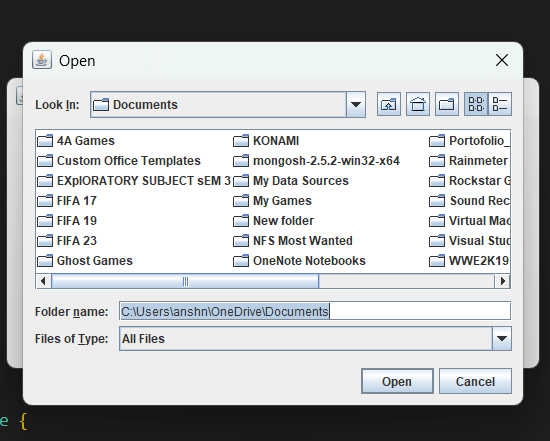 Open
Look In: Documents
4A Games KONAMI Portofolio_
Custom Office Templates mongosh-2.5.2-win32-x64 Rainmeter
EXplORATORY SUBJECT sEM 3 My Data Sources Rockstar G
FIFA 17 My Games Sound Rec
FIFA 19 New folder Virtual Mac
FIFA 23 NFS Most Wanted Visual Stud
Ghost Games OneNote Notebooks WWE2K19
Folder name: C:\Users\anshn\OneDrive\Documents
Files of Type: All Files
Open Cancel
e {